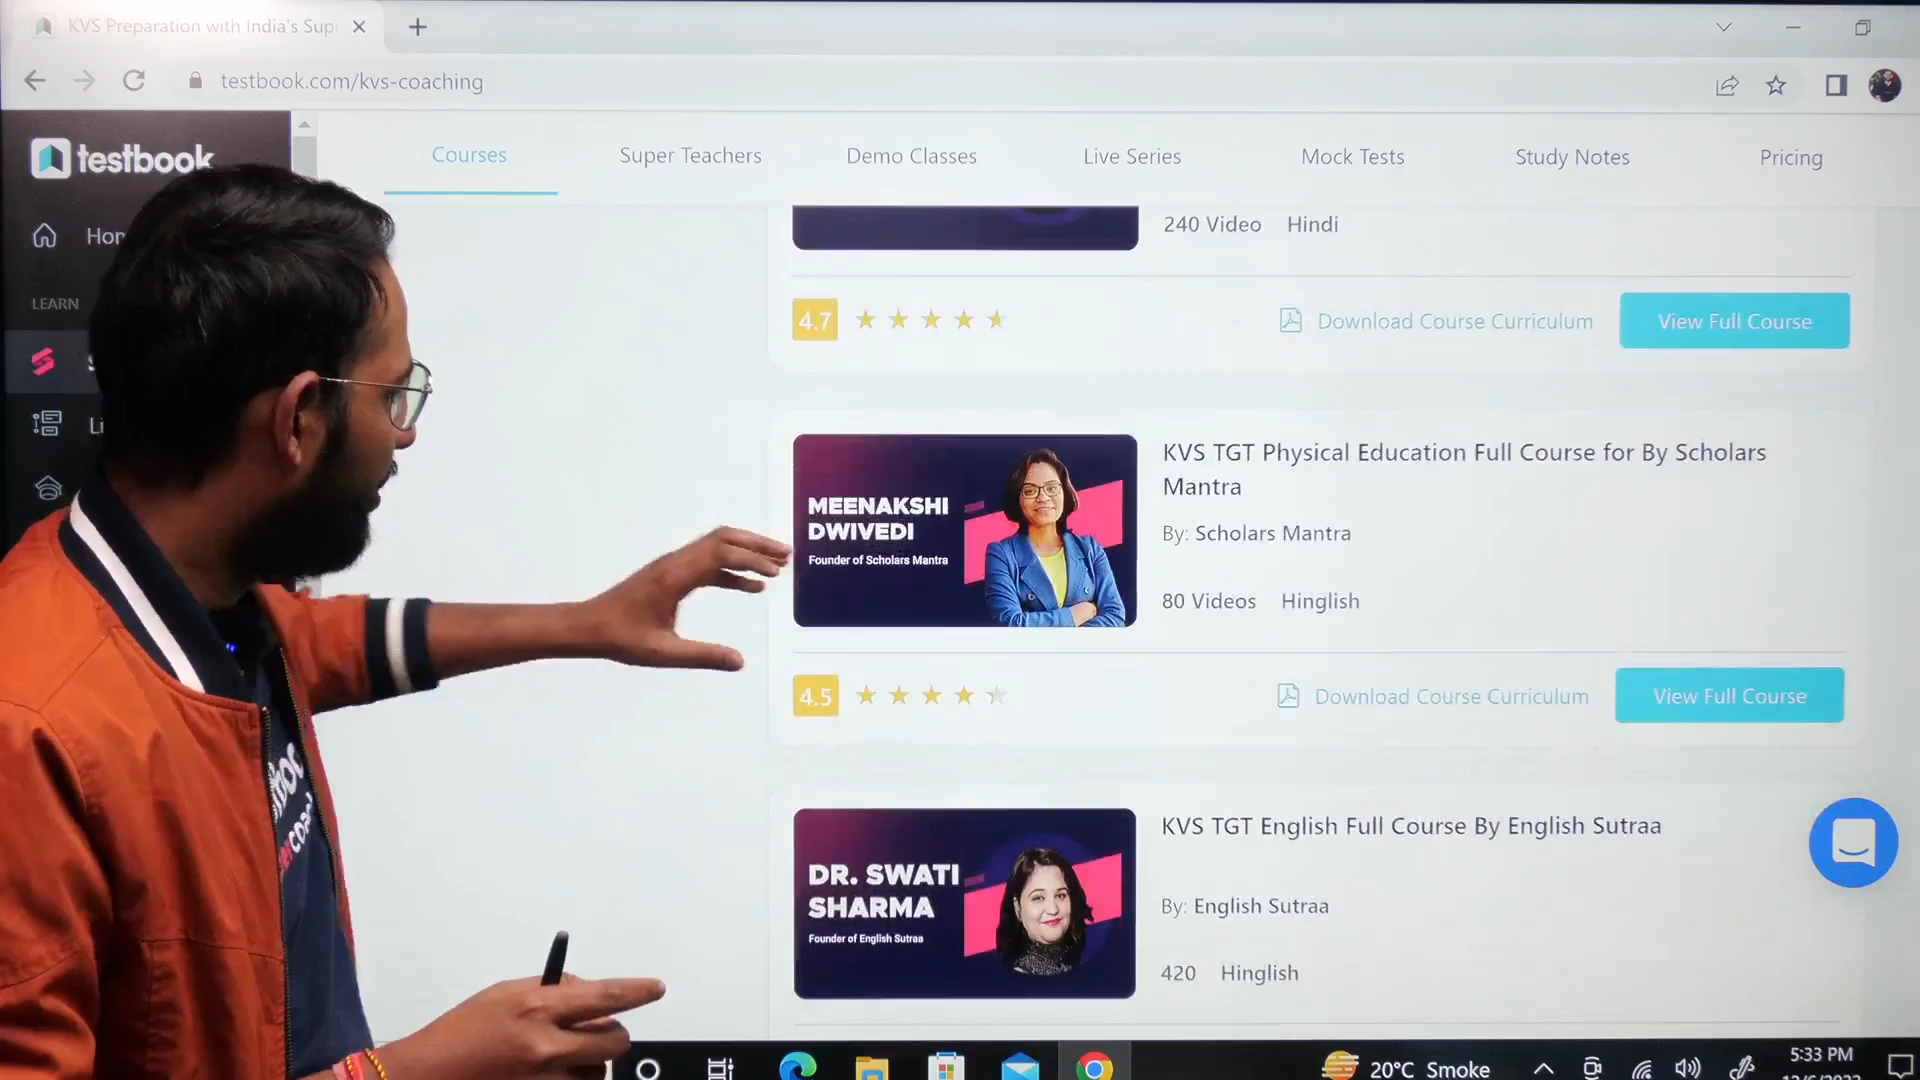 KVS Preparation with India's Sup
testbook.com/kvs-coaching
testbook
Courses
Super Teachers
Demo Classes
Live Series
Mock Tests
Study Notes
Pricing
LEARN
240 Video Hindi
4.7
Download Course Curriculum
View Full Course
MEENAKSHI
DWIVEDI
Founder of Scholars Mantra
KVS TGT Physical Education Full Course for By Scholars
Mantra
By: Scholars Mantra
80 Videos Hinglish
4.5
Download Course Curriculum
View Full Course
DR. SWATI
SHARMA
Founder of English Sutraa
KVS TGT English Full Course By English Sutraa
By: English Sutraa
420 Hinglish
20°C Smoke
5:33 PM